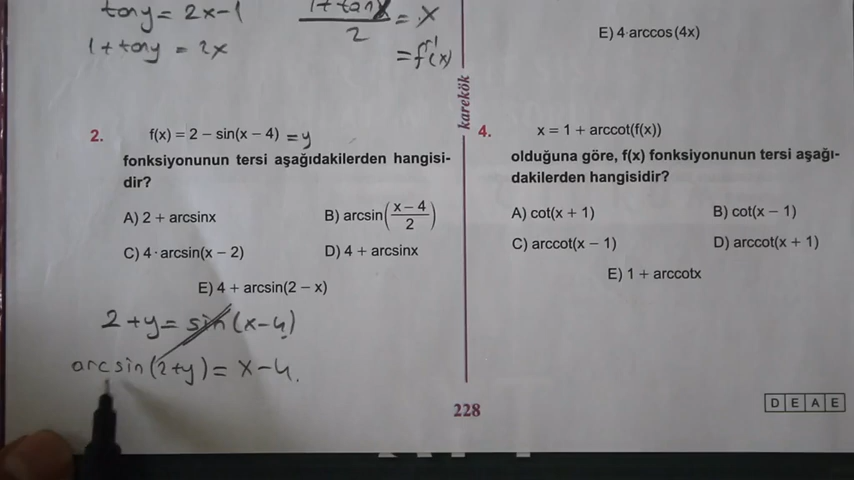 tany = 2x-1
1 + tany = 2x
1 + tanx / 2 = x
= f⁻¹(x)
2. f(x) = 2 – sin(x – 4) = y
fonksiyonunun tersi aşağıdakilerden hangisi-
dir?
A) 2 + arcsinx B) arcsin((x – 4)/2)
C) 4 · arcsin(x – 2) D) 4 + arcsinx
E) 4 + arcsin(2 – x)
2+y = sin(x-4)
arcsin(2+y) = x-4.
karekök
E) 4 arccos(4x)
4. x = 1 + arccot(f(x))
olduğuna göre, f(x) fonksiyonunun tersi aşağı-
dakilerden hangisidir?
A) cot(x + 1) B) cot(x – 1)
C) arccot(x – 1) D) arccot(x + 1)
E) 1 + arccotx
228
D E A E